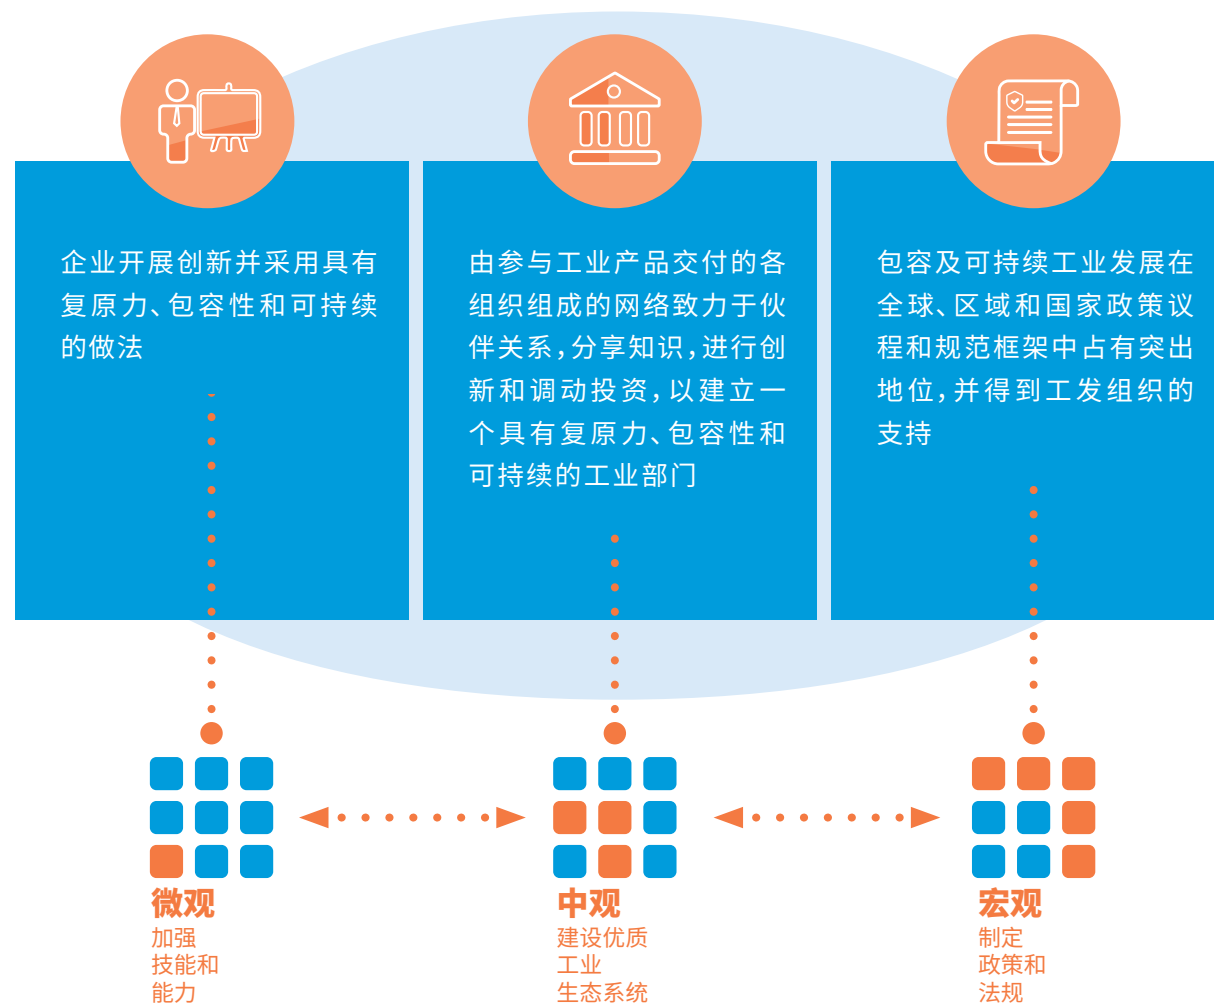 企业开展创新并采用具有
复原力、包容性和可持续
的做法
由参与工业产品交付的各
组织组成的网络致力于伙
伴关系，分享知识，进行创
新和调动投资，以建立一
个具有复原力、包容性和
可持续的工业部门
包容及可持续工业发展在
全球、区域和国家政策议
程和规范框架中占有突出
地位，并得到工发组织的
支持
微观
加强
技能和
能力
中观
建设优质
工业
生态系统
宏观
制定
政策和
法规